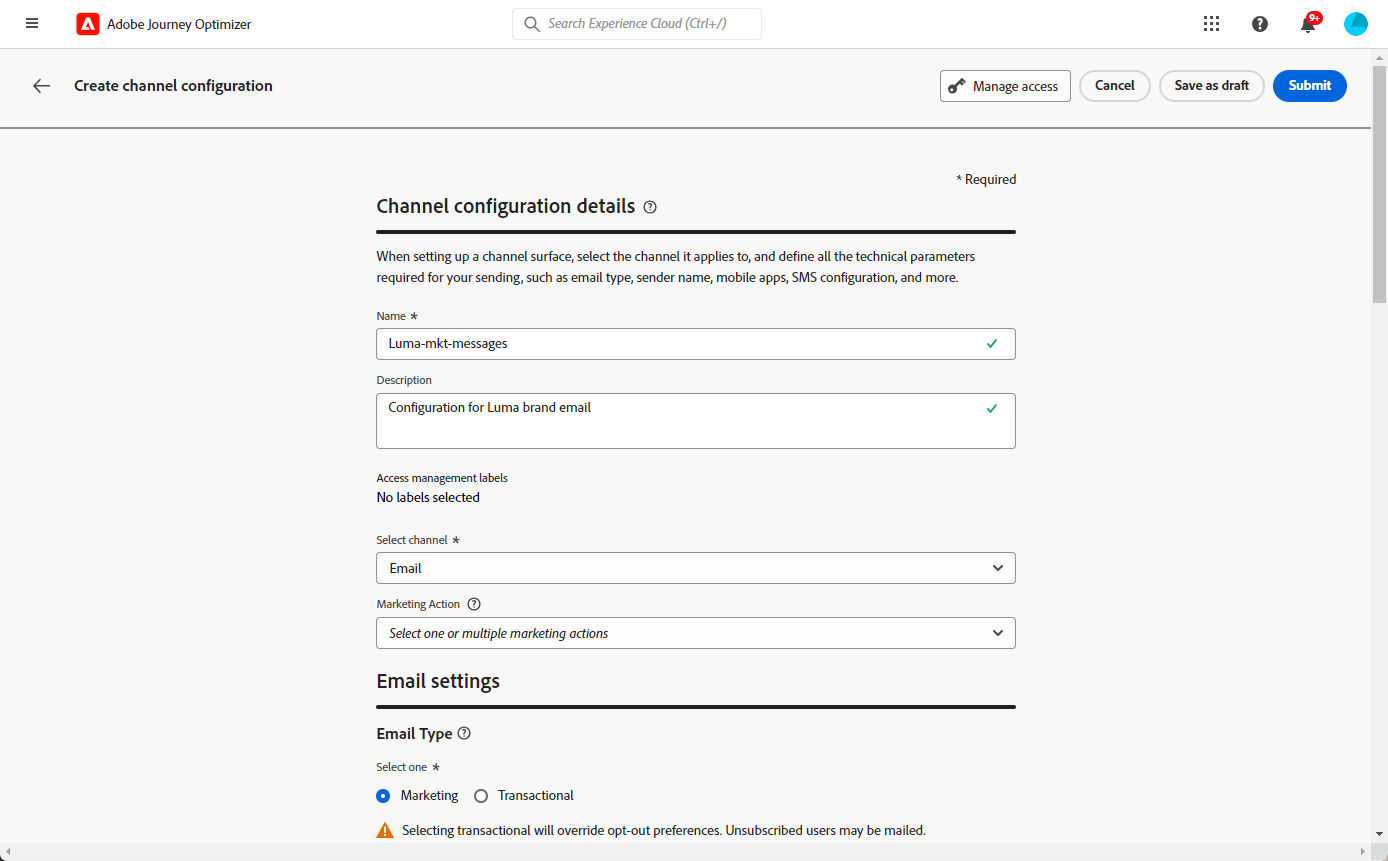 Adobe Journey Optimizer
Search Experience Cloud (Ctrl+/)
9+
Create channel configuration
Manage access
Cancel
Save as draft
Submit
* Required
Channel configuration details
When setting up a channel surface, select the channel it applies to, and define all the technical parameters
required for your sending, such as email type, sender name, mobile apps, SMS configuration, and more.
Name *
Luma-mkt-messages
Description
Configuration for Luma brand email
Access management labels
No labels selected
Select channel *
Email
Marketing Action
Select one or multiple marketing actions
Email settings
Email Type
Select one *
Marketing
Transactional
Selecting transactional will override opt-out preferences. Unsubscribed users may be mailed.